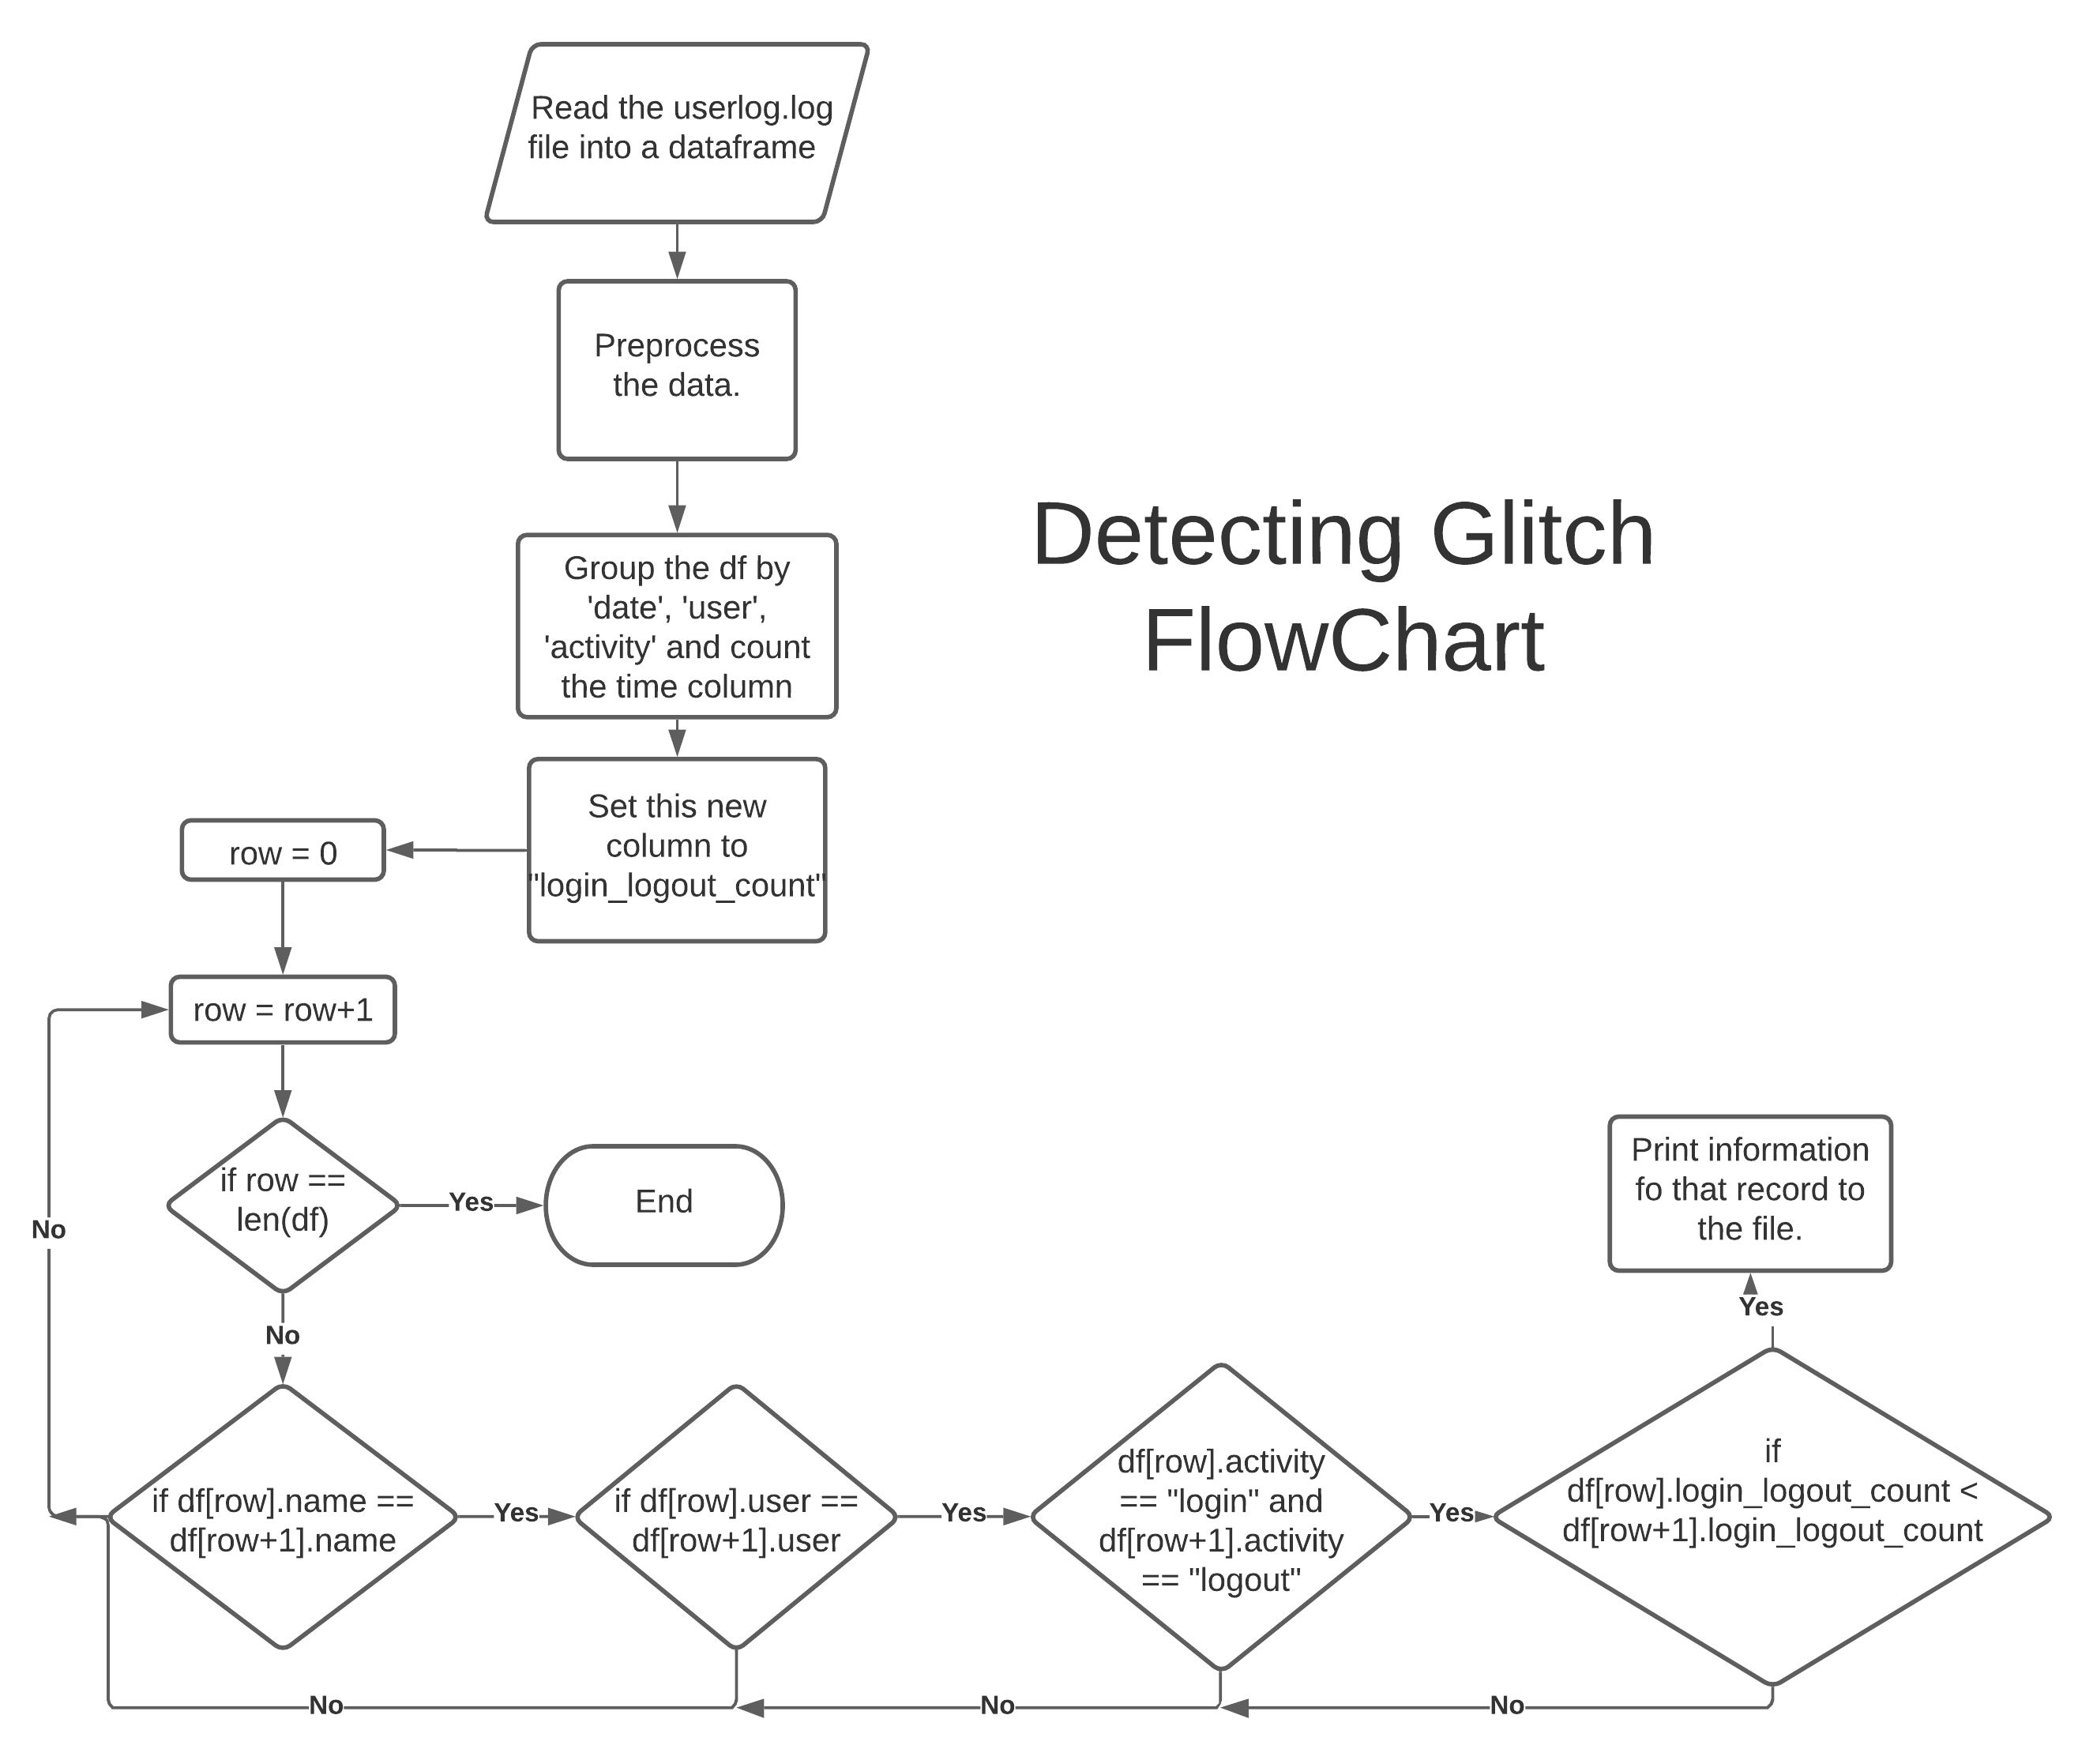 Read the userlog.log
file into a dataframe
Preprocess
the data.
Detecting Glitch
FlowChart
Group the df by
'date', 'user',
'activity' and count
the time column
Set this new
column to
"login_logout_count"
row = 0
row = row+1
if row ==
len(df)
Yes
End
No
No
if df[row].name ==
df[row+1].name
Yes
if df[row].user ==
df[row+1].user
Yes
df[row].activity
== "login" and
df[row+1].activity
== "logout"
Yes
if
df[row].login_logout_count <
df[row+1].login_logout_count
Yes
Print information
fo that record to
the file.
No
No
No